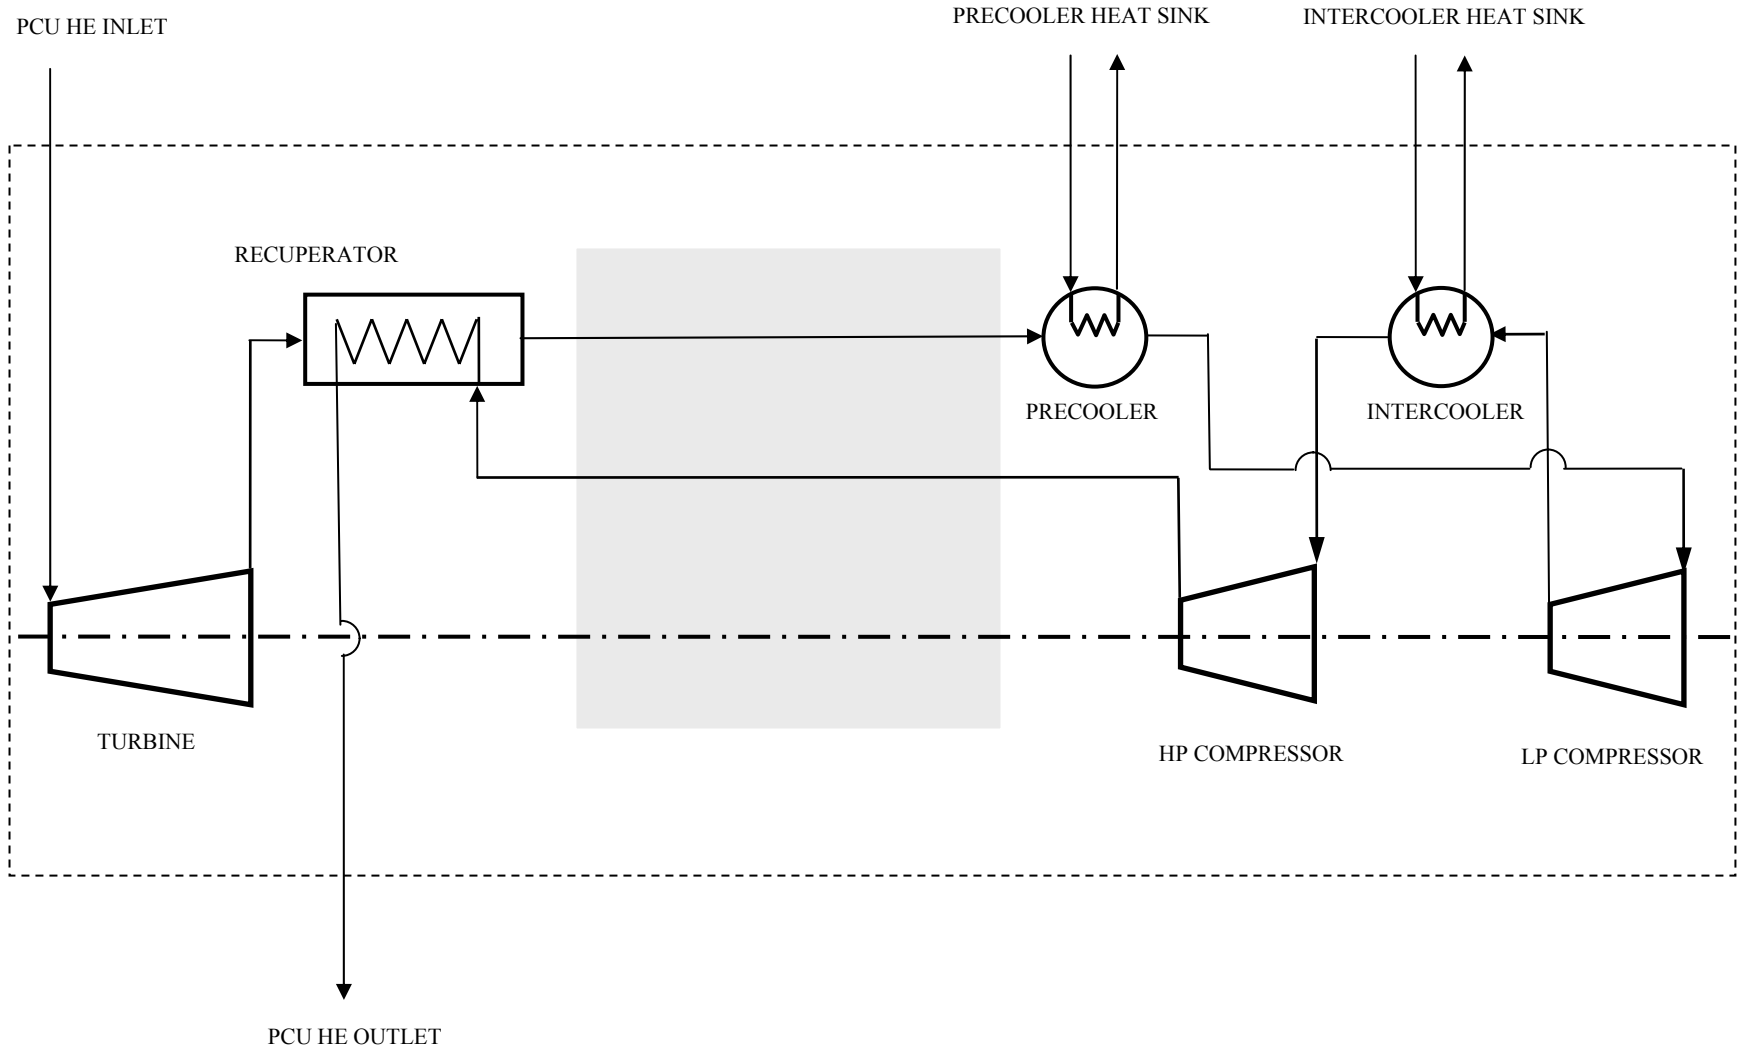 PCU HE INLET
PRECOOLER HEAT SINK
INTERCOOLER HEAT SINK
RECUPERATOR
PRECOOLER
INTERCOOLER
TURBINE
HP COMPRESSOR
LP COMPRESSOR
PCU HE OUTLET